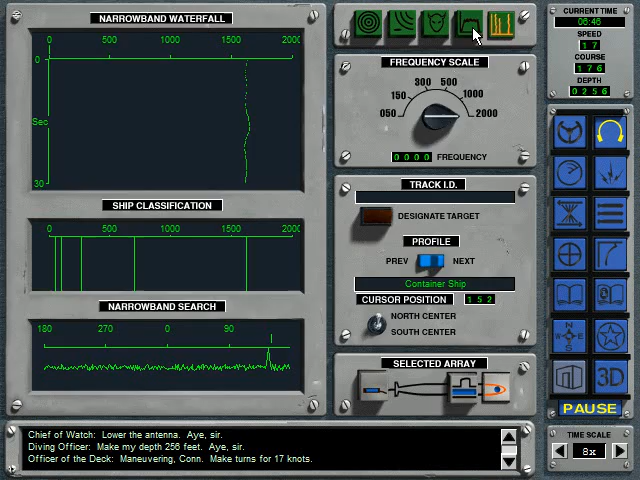 NARROWBAND WATERFALL
0 500 1000 1500 2000
0
Sec
30
SHIP CLASSIFICATION
0 500 1000 1500 2000
NARROWBAND SEARCH
180 270 0 90
FREQUENCY SCALE
300 500
150 1000
050 2000
0000 FREQUENCY
TRACK I.D.
DESIGNATE TARGET
PROFILE
PREV NEXT
Container Ship
CURSOR POSITION 152
NORTH CENTER
SOUTH CENTER
SELECTED ARRAY
CURRENT TIME
06:46
SPEED
17
COURSE
176
DEPTH
0256
N
W E
S
3D
PAUSE
TIME SCALE
8x
Chief of Watch: Lower the antenna. Aye, sir.
Diving Officer: Make my depth 256 feet. Aye, sir.
Officer of the Deck: Maneuvering, Conn. Make turns for 17 knots.